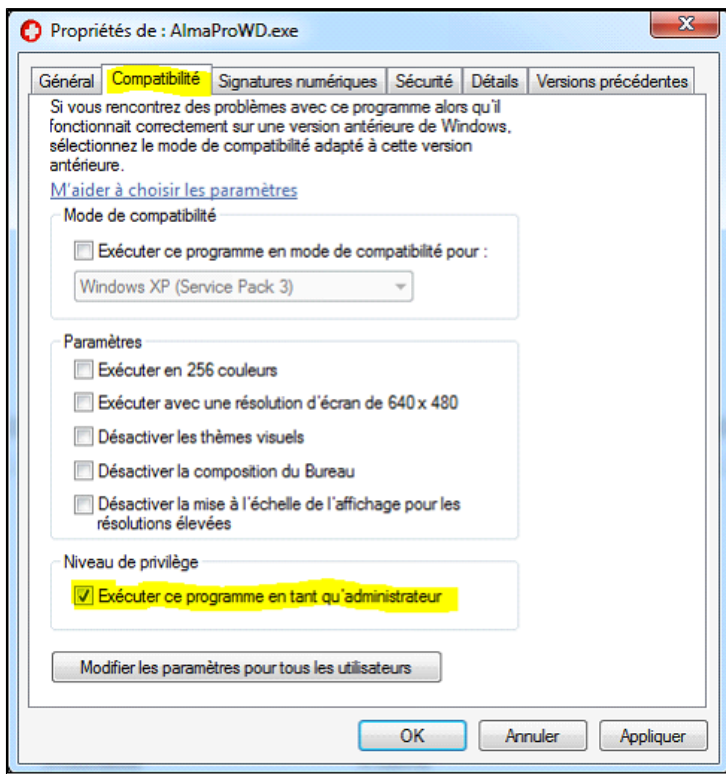 Propriétés de : AlmaProWD.exe
Général Compatibilité Signatures numériques Sécurité Détails Versions précédentes
Si vous rencontrez des problèmes avec ce programme alors qu'il
fonctionnait correctement sur une version antérieure de Windows,
sélectionnez le mode de compatibilité adapté à cette version
antérieure.
M'aider à choisir les paramètres
Mode de compatibilité
Exécuter ce programme en mode de compatibilité pour :
Windows XP (Service Pack 3)
Paramètres
Exécuter en 256 couleurs
Exécuter avec une résolution d'écran de 640 x 480
Désactiver les thèmes visuels
Désactiver la composition du Bureau
Désactiver la mise à l'échelle de l'affichage pour les
résolutions élevées
Niveau de privilège
Exécuter ce programme en tant qu'administrateur
Modifier les paramètres pour tous les utilisateurs
OK Annuler Appliquer